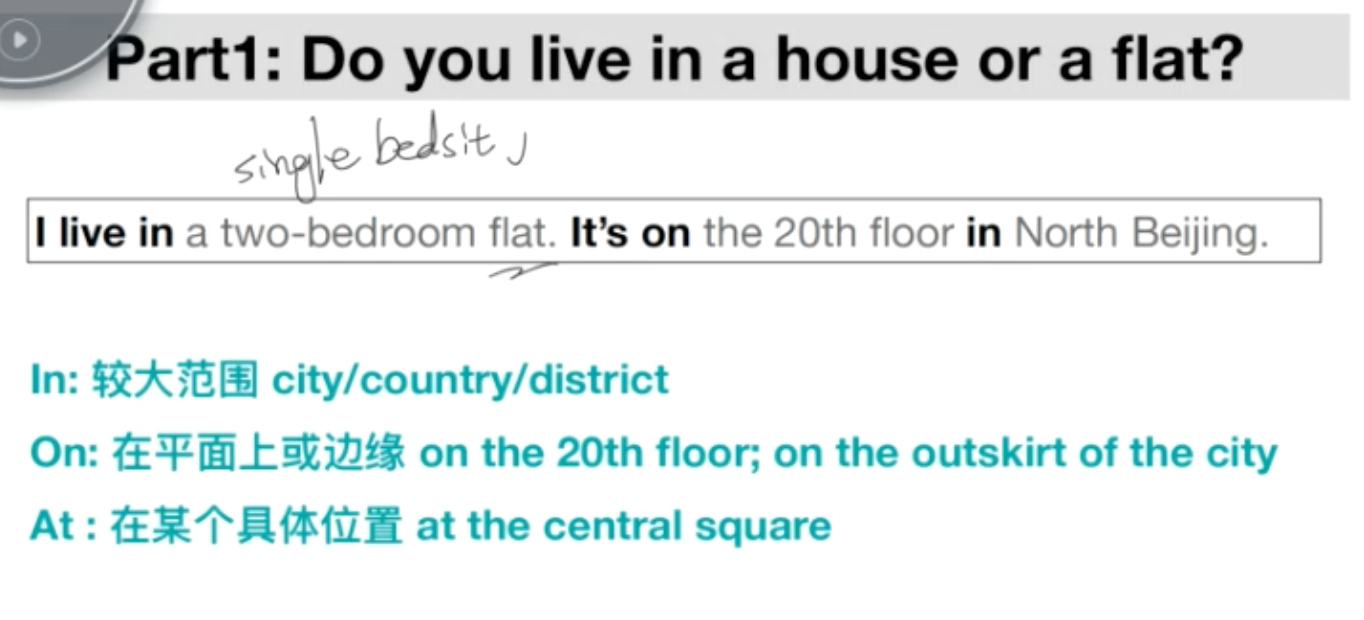 Part1: Do you live in a house or a flat?
single bedsit
I live in a two-bedroom flat. It's on the 20th floor in North Beijing.
In: 较大范围 city/country/district
On: 在平面上或边缘 on the 20th floor; on the outskirt of the city
At : 在某个具体位置 at the central square